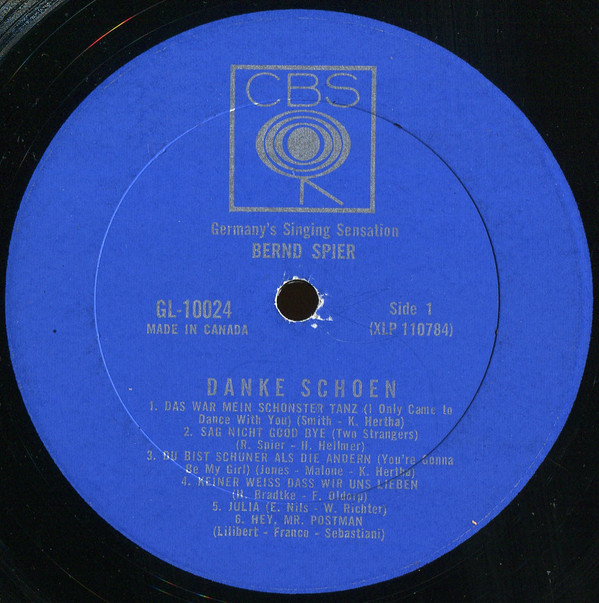 CBS
Germany's Singing Sensation
BERND SPIER
GL-10024
MADE IN CANADA
Side 1
(XLP 110784)
DANKE SCHOEN
1. DAS WAR MEIN SCHONSTER TANZ (I Only Came to
Dance With You) (Smith - K. Hertha)
2. SAG NICHT GOOD BYE (Two Strangers)
(R. Spier - H. Hellmer)
3. DU BIST SCHONER ALS DIE ANDERN (You're Gonna
Be My Girl) (Jones - Malone - K. Hertha)
4. KEINER WEISS DASS WIR UNS LIEBEN
(H. Bradtke - F. Oldorp)
5. JULIA (E. Nils - W. Richter)
6. HEY, MR. POSTMAN
(Lilibert - Franco - Sebastiani)